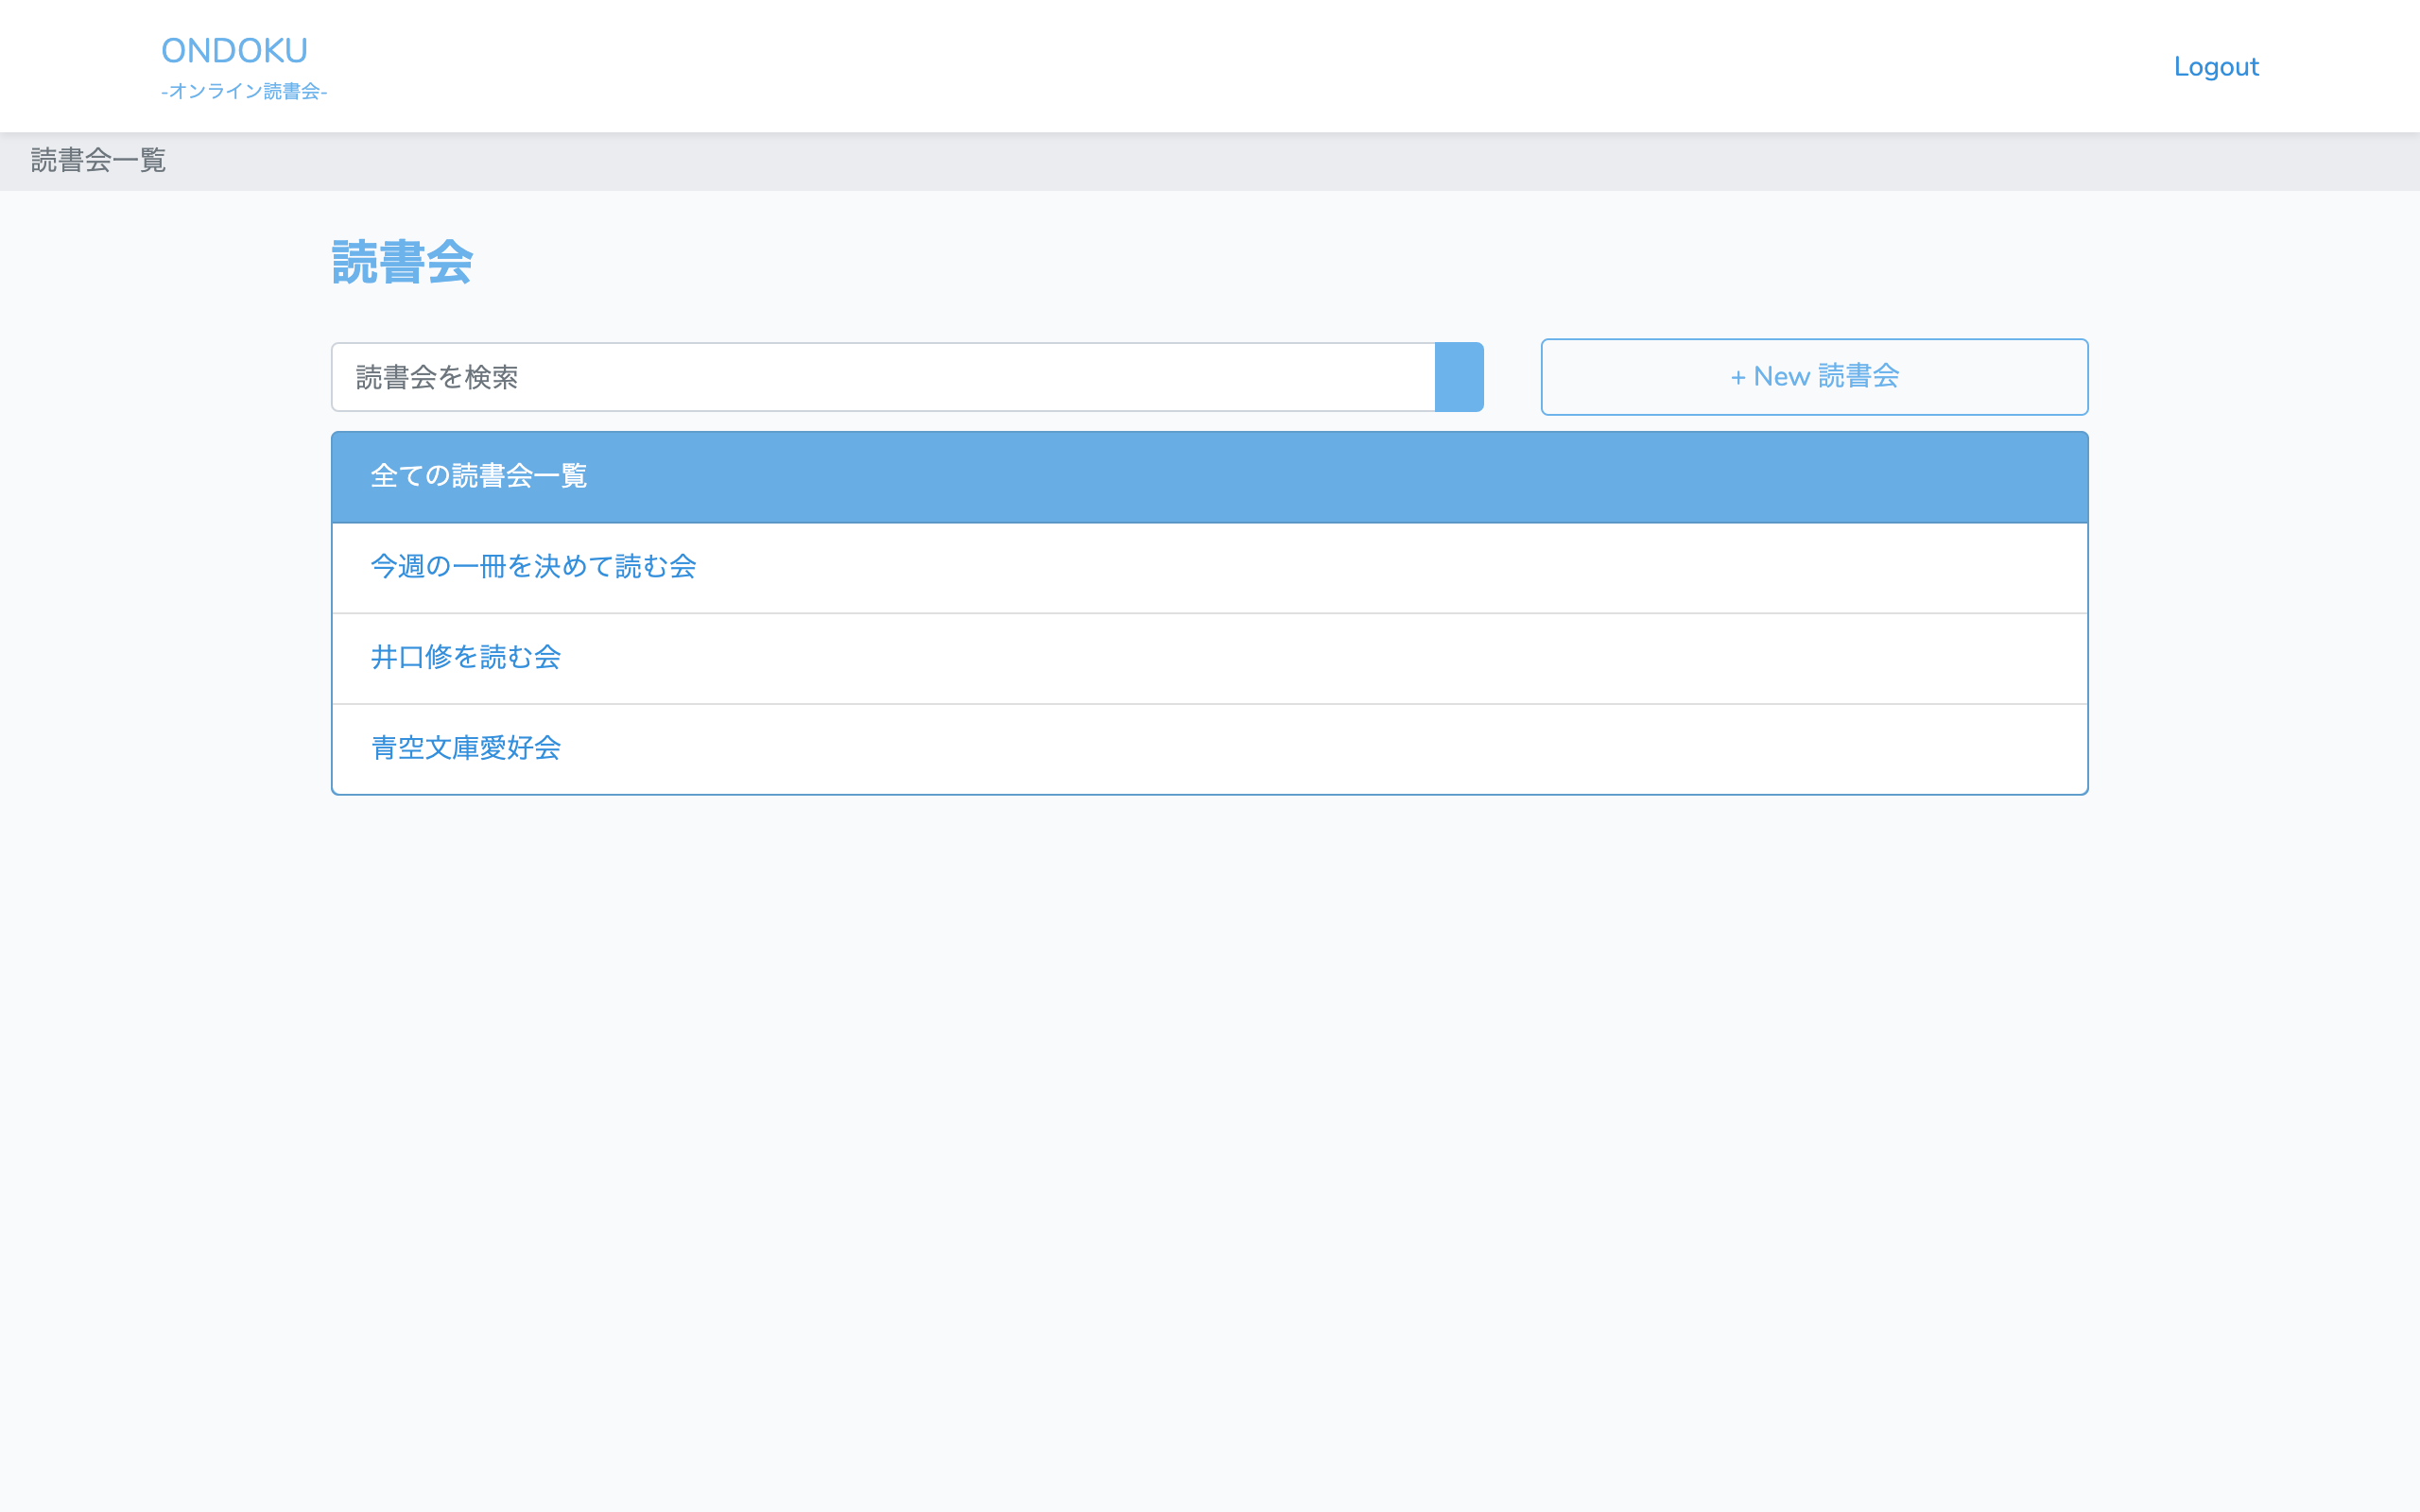 ONDOKU
-オンライン読書会-
Logout
読書会一覧
読書会
読書会を検索
+ New 読書会
全ての読書会一覧
今週の一冊を決めて読む会
井口修を読む会
青空文庫愛好会